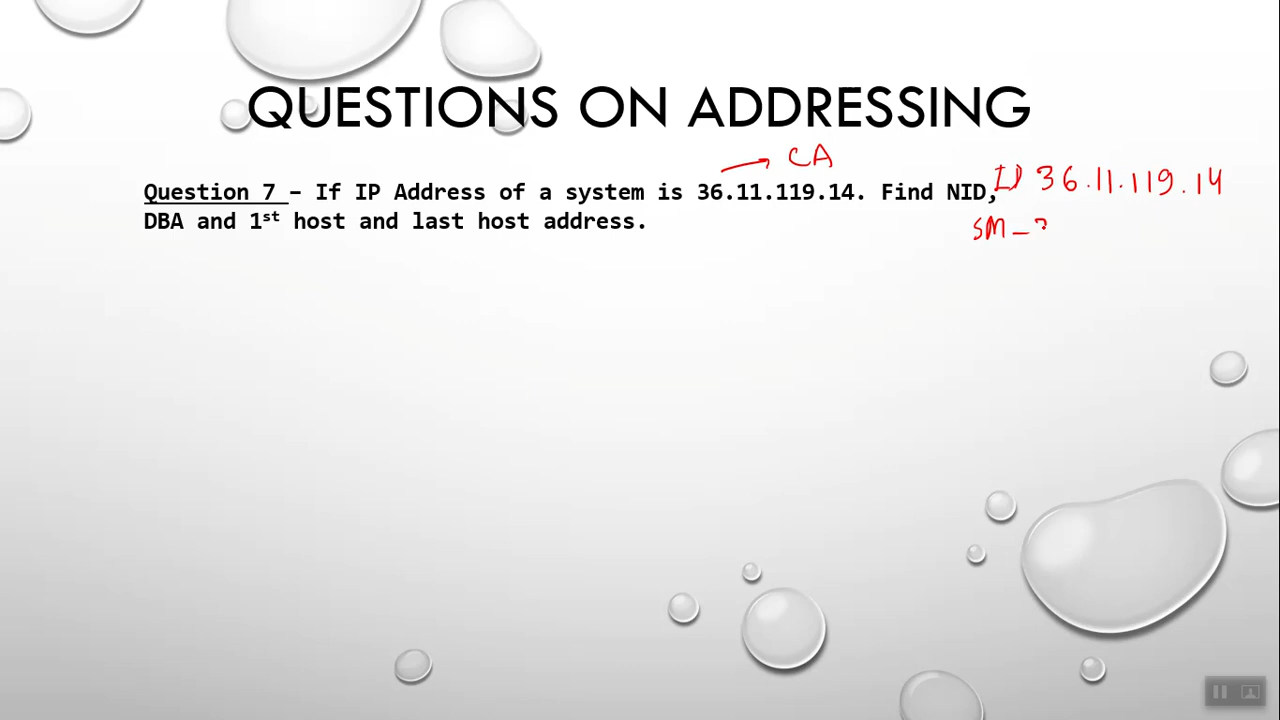 QUESTIONS ON ADDRESSING
CA
Question 7 – If IP Address of a system is 36.11.119.14. Find NID,
IP 36.11.119.14
DBA and 1st host and last host address.
SM – ?